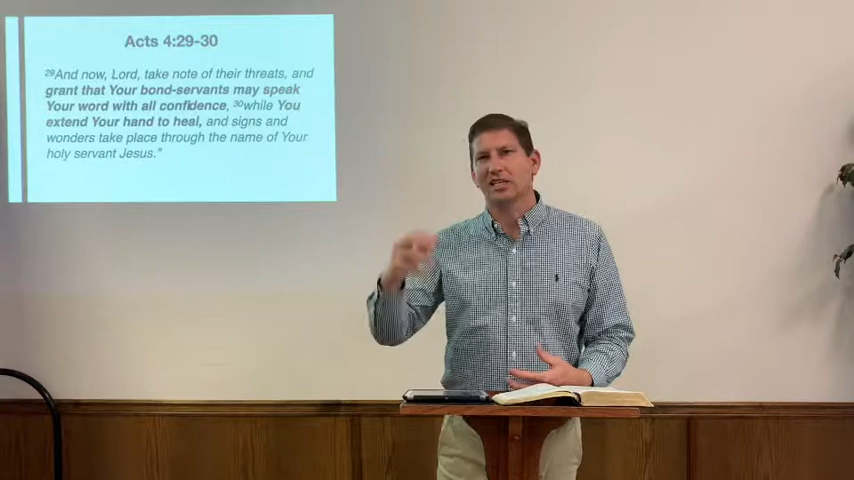 Acts 4:29-30
29And now, Lord, take note of their threats, and
grant that Your bond-servants may speak
Your word with all confidence, 30while You
extend Your hand to heal, and signs and
wonders take place through the name of Your
holy servant Jesus."